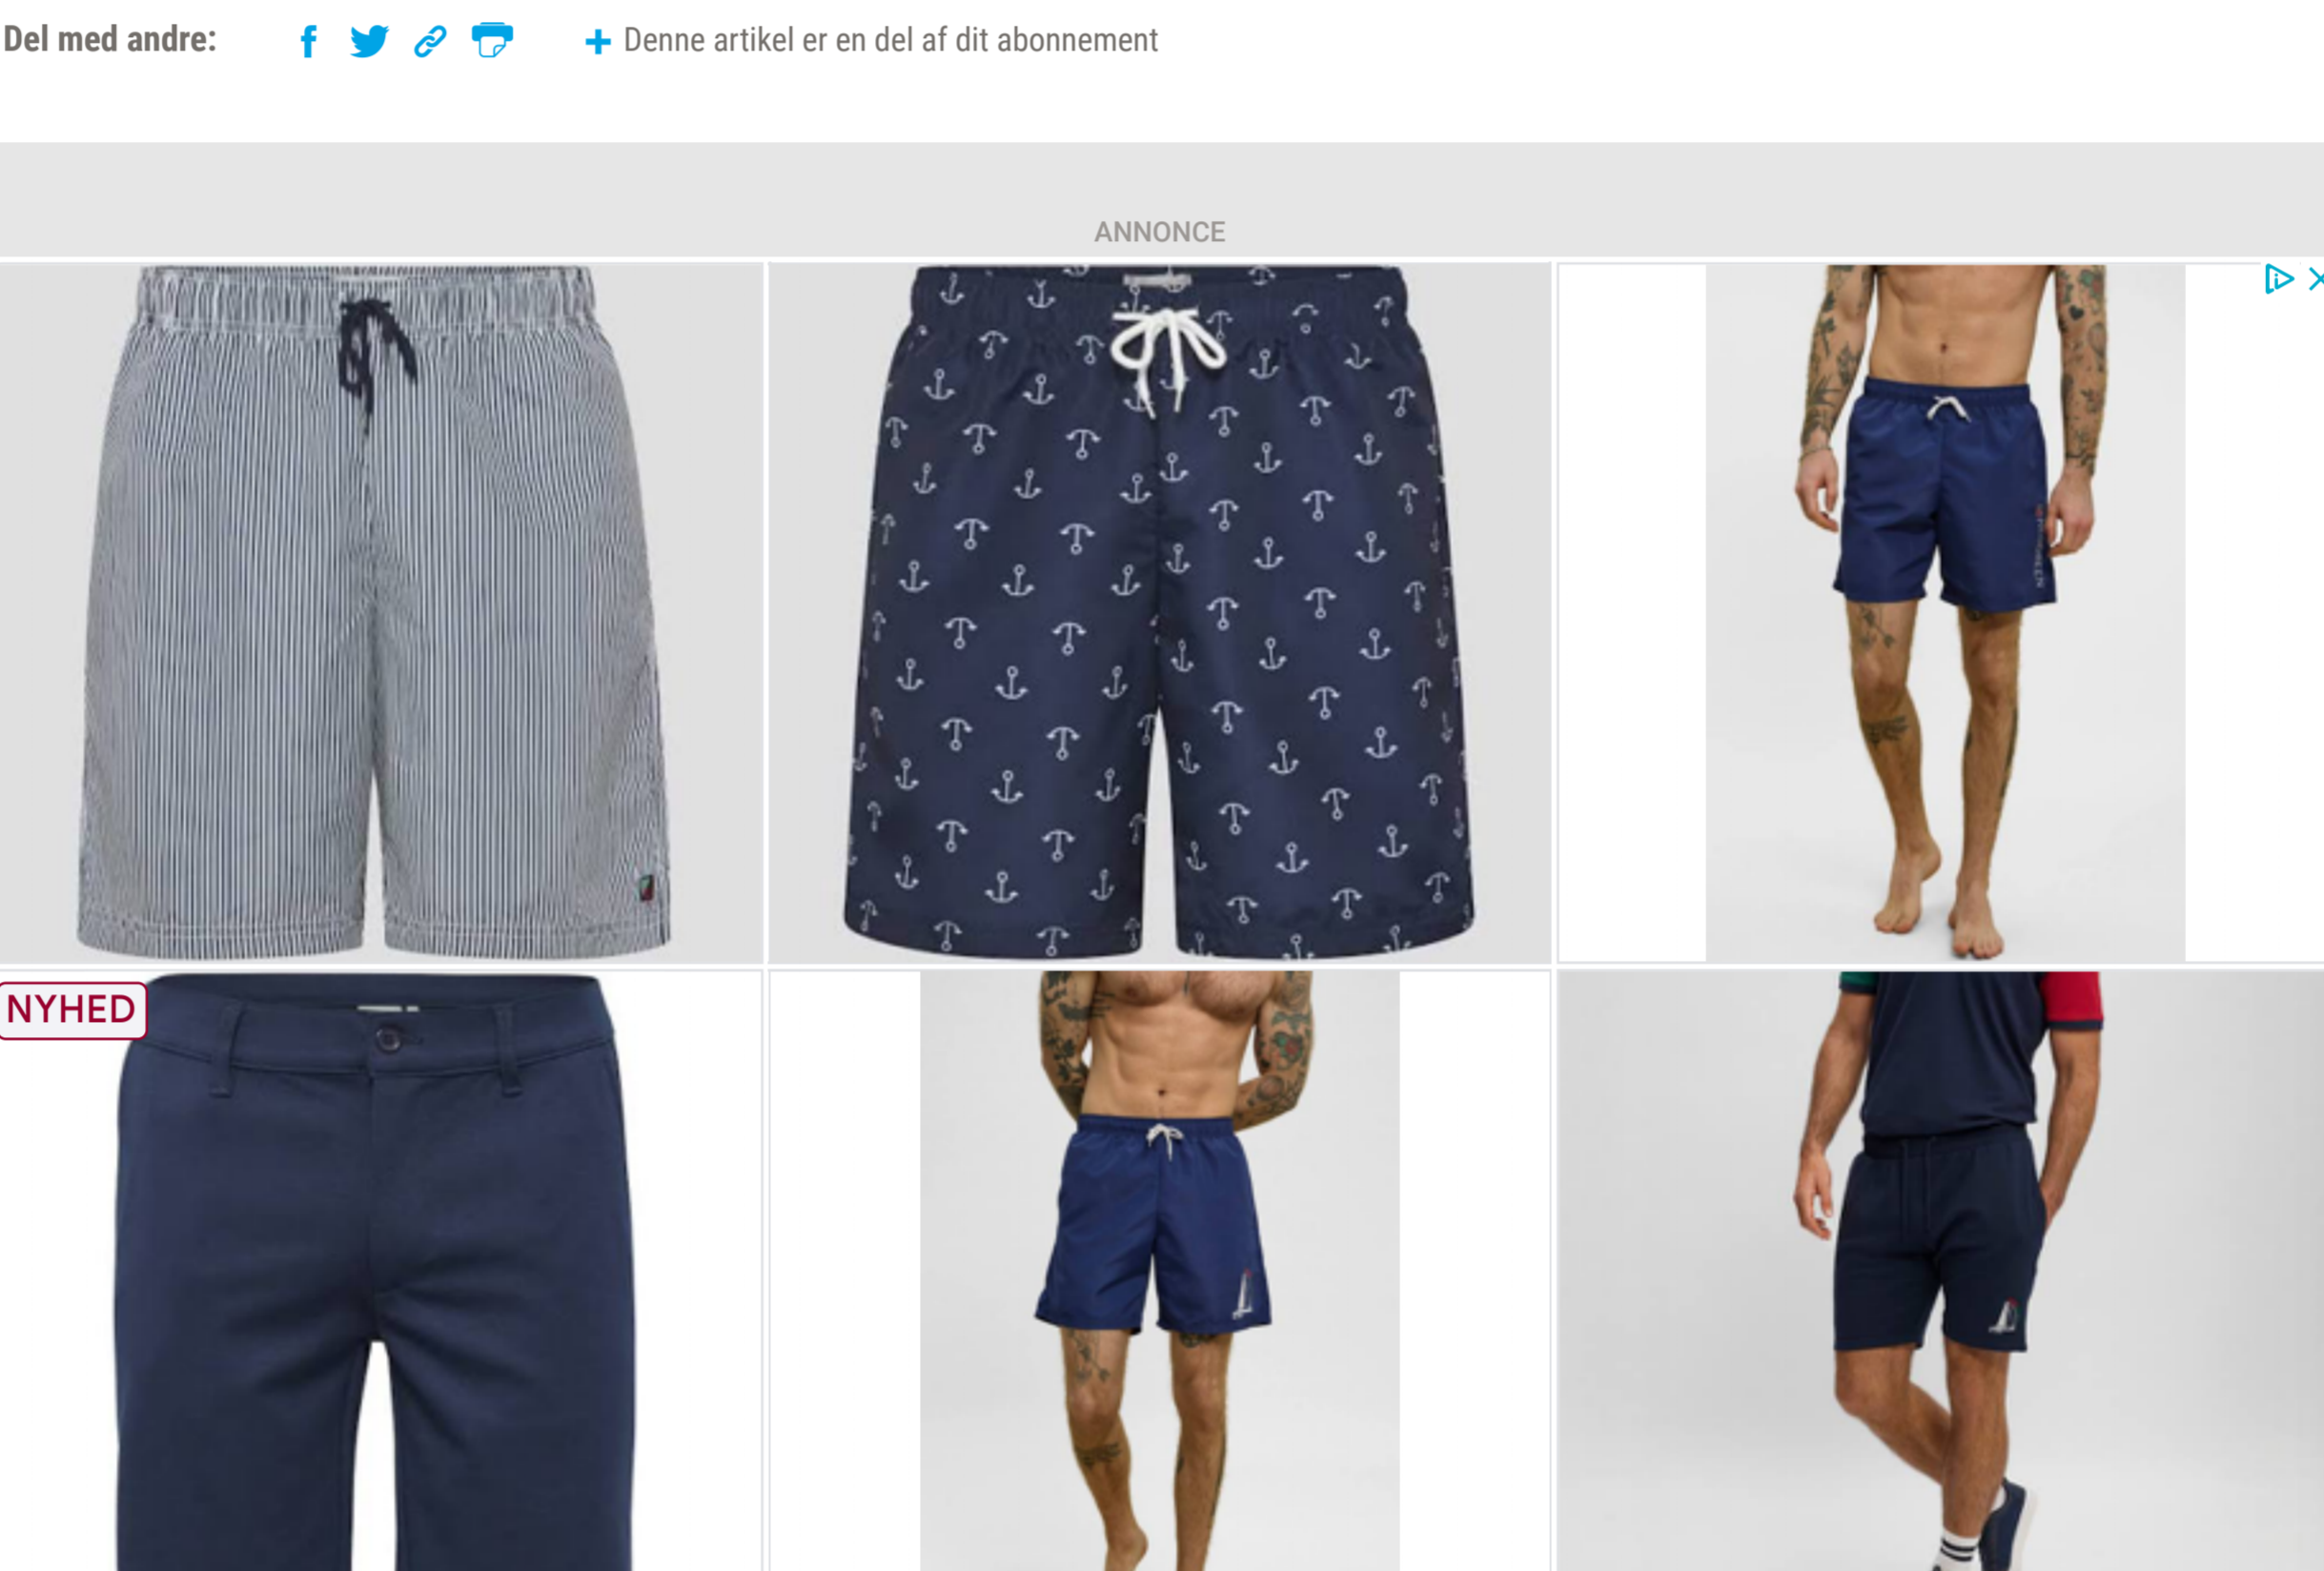 Del med andre:
Denne artikel er en del af dit abonnement
ANNONCE
NYHED